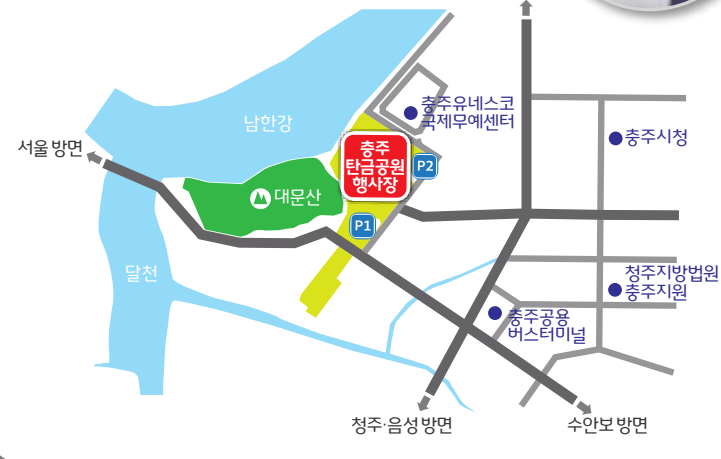 충주유네스코
국제무예센터
남한강
충주시청
서울 방면
충주
탄금공원
행사장
P2
대문산
P1
달천
청주지방법원
충주지원
충주공용
버스터미널
청주·음성 방면
수안보 방면